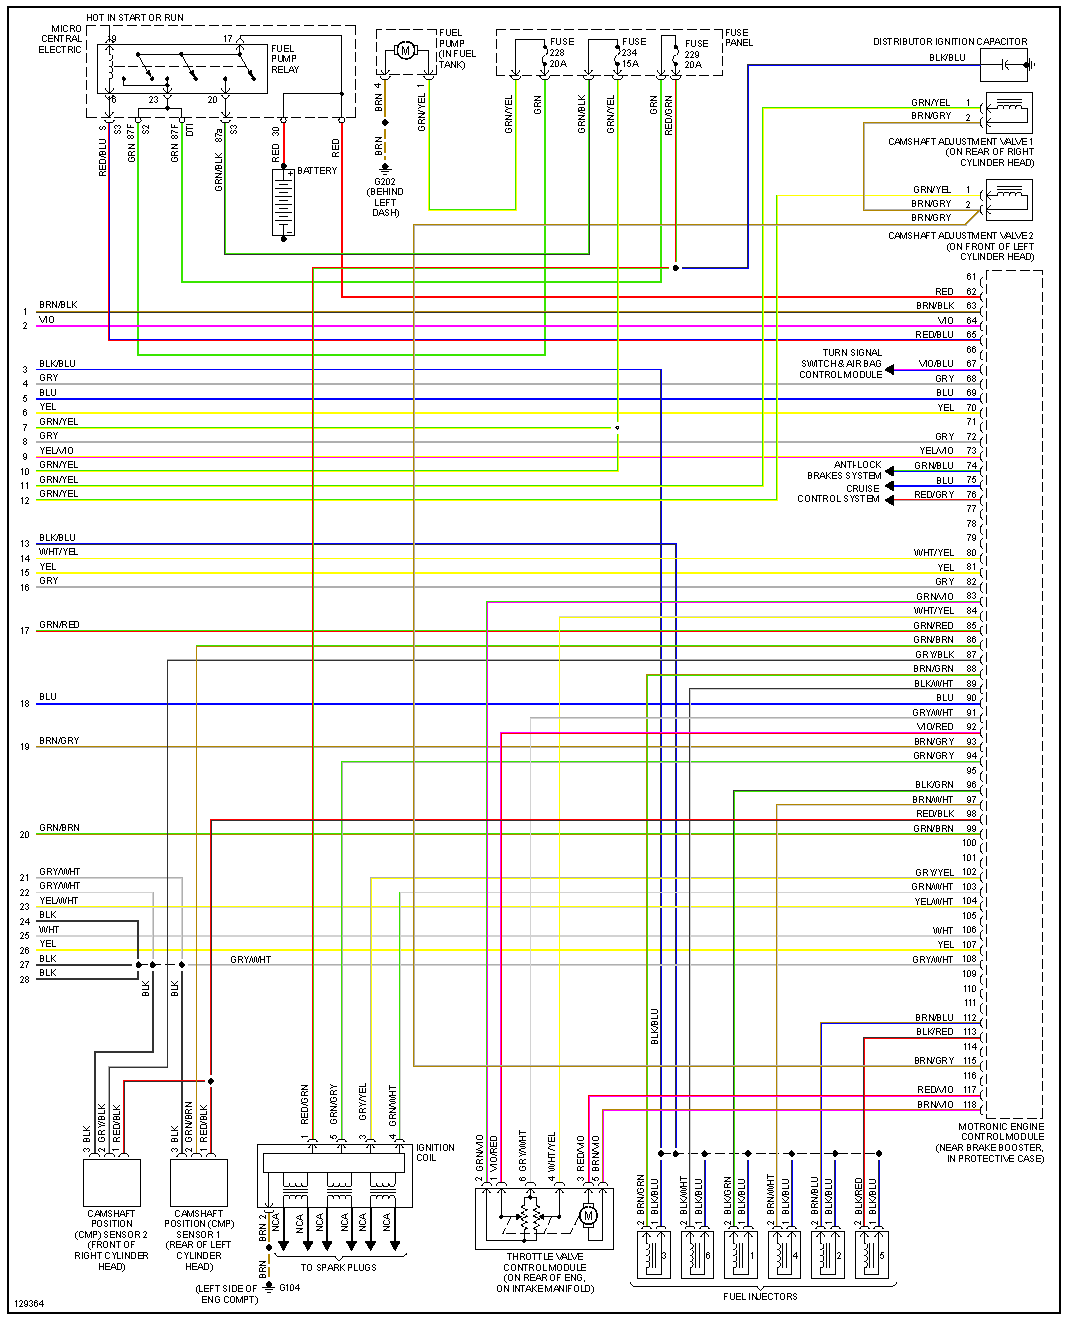 HOT IN START OR RUN
MICRO
CENTRAL
ELECTRIC
9
17
FUEL
PUMP
RELAY
6
23
20
S
S3
87F
S2
87F
DTI
87a
S3
30
RED/BLU
GRN
GRN
GRN/BLK
RED
RED
BATTERY
+
-
FUEL
PUMP
(IN FUEL
TANK)
M
4
1
BRN
BRN
GRN/YEL
G202
(BEHIND
LEFT
DASH)
FUSE
228
20A
FUSE
234
15A
FUSE
229
20A
FUSE
PANEL
GRN/YEL
GRN
GRN/BLK
GRN/YEL
GRN
RED/GRN
DISTRIBUTOR IGNITION CAPACITOR
BLK/BLU
GRN/YEL 1
BRN/GRY 2
CAMSHAFT ADJUSTMENT VALVE 1
(ON REAR OF RIGHT
CYLINDER HEAD)
GRN/YEL 1
BRN/GRY 2
BRN/GRY
CAMSHAFT ADJUSTMENT VALVE 2
(ON FRONT OF LEFT
CYLINDER HEAD)
1 BRN/BLK
2 VIO
3 BLK/BLU
4 GRY
5 BLU
6 YEL
7 GRN/YEL
8 GRY
9 YEL/VIO
10 GRN/YEL
11 GRN/YEL
12 GRN/YEL
13 BLK/BLU
14 WHT/YEL
15 YEL
16 GRY
17 GRN/RED
18 BLU
19 BRN/GRY
20 GRN/BRN
21 GRY/WHT
22 GRY/WHT
23 YEL/WHT
24 BLK
25 WHT
26 YEL
27 BLK
28 BLK
GRY/WHT
61
RED 62
BRN/BLK 63
VIO 64
RED/BLU 65
66
TURN SIGNAL
SWITCH & AIR BAG
CONTROL MODULE
VIO/BLU 67
GRY 68
BLU 69
YEL 70
71
GRY 72
YEL/VIO 73
ANTI-LOCK
BRAKES SYSTEM
GRN/BLU 74
CRUISE
CONTROL SYSTEM
BLU 75
RED/GRY 76
77
78
79
WHT/YEL 80
YEL 81
GRY 82
GRN/VIO 83
WHT/YEL 84
GRN/RED 85
GRN/BRN 86
GRY/BLK 87
BRN/GRN 88
BLK/WHT 89
BLU 90
GRY/WHT 91
VIO/RED 92
BRN/GRY 93
GRN/GRY 94
95
BLK/GRN 96
BRN/WHT 97
RED/BLK 98
GRN/BRN 99
100
101
GRY/YEL 102
GRN/WHT 103
YEL/WHT 104
105
WHT 106
YEL 107
GRY/WHT 108
109
110
111
BRN/BLU 112
BLK/RED 113
114
BRN/GRY 115
116
RED/VIO 117
BRN/VIO 118
MOTRONIC ENGINE
CONTROL MODULE
(NEAR BRAKE BOOSTER,
IN PROTECTIVE CASE)
BLK
BLK
BLK/BLU
3 BLK
2 GRY/BLK
1 RED/BLK
CAMSHAFT
POSITION
(CMP) SENSOR 2
(FRONT OF
RIGHT CYLINDER
HEAD)
3 BLK
2 GRN/BRN
1 RED/BLK
CAMSHAFT
POSITION (CMP)
SENSOR 1
(REAR OF LEFT
CYLINDER
HEAD)
1 RED/GRN
5 GRN/GRY
3 GRY/YEL
4 GRN/WHT
IGNITION
COIL
NCA
NCA
NCA
NCA
NCA
NCA
BRN
BRN
TO SPARK PLUGS
(LEFT SIDE OF
ENG COMPT)
G104
2 GRN/VIO
1 VIO/RED
6 GRY/WHT
4 WHT/YEL
3 RED/VIO
5 BRN/VIO
M
THROTTLE VALVE
CONTROL MODULE
(ON REAR OF ENG,
ON INTAKE MANIFOLD)
2 BRN/GRN
1 BLK/BLU
2 BLK/WHT
1 BLK/BLU
2 BLK/GRN
1 BLK/BLU
2 BRN/WHT
1 BLK/BLU
2 BRN/BLU
1 BLK/BLU
2 BLK/RED
1 BLK/BLU
3
6
1
4
2
5
FUEL INJECTORS
129364